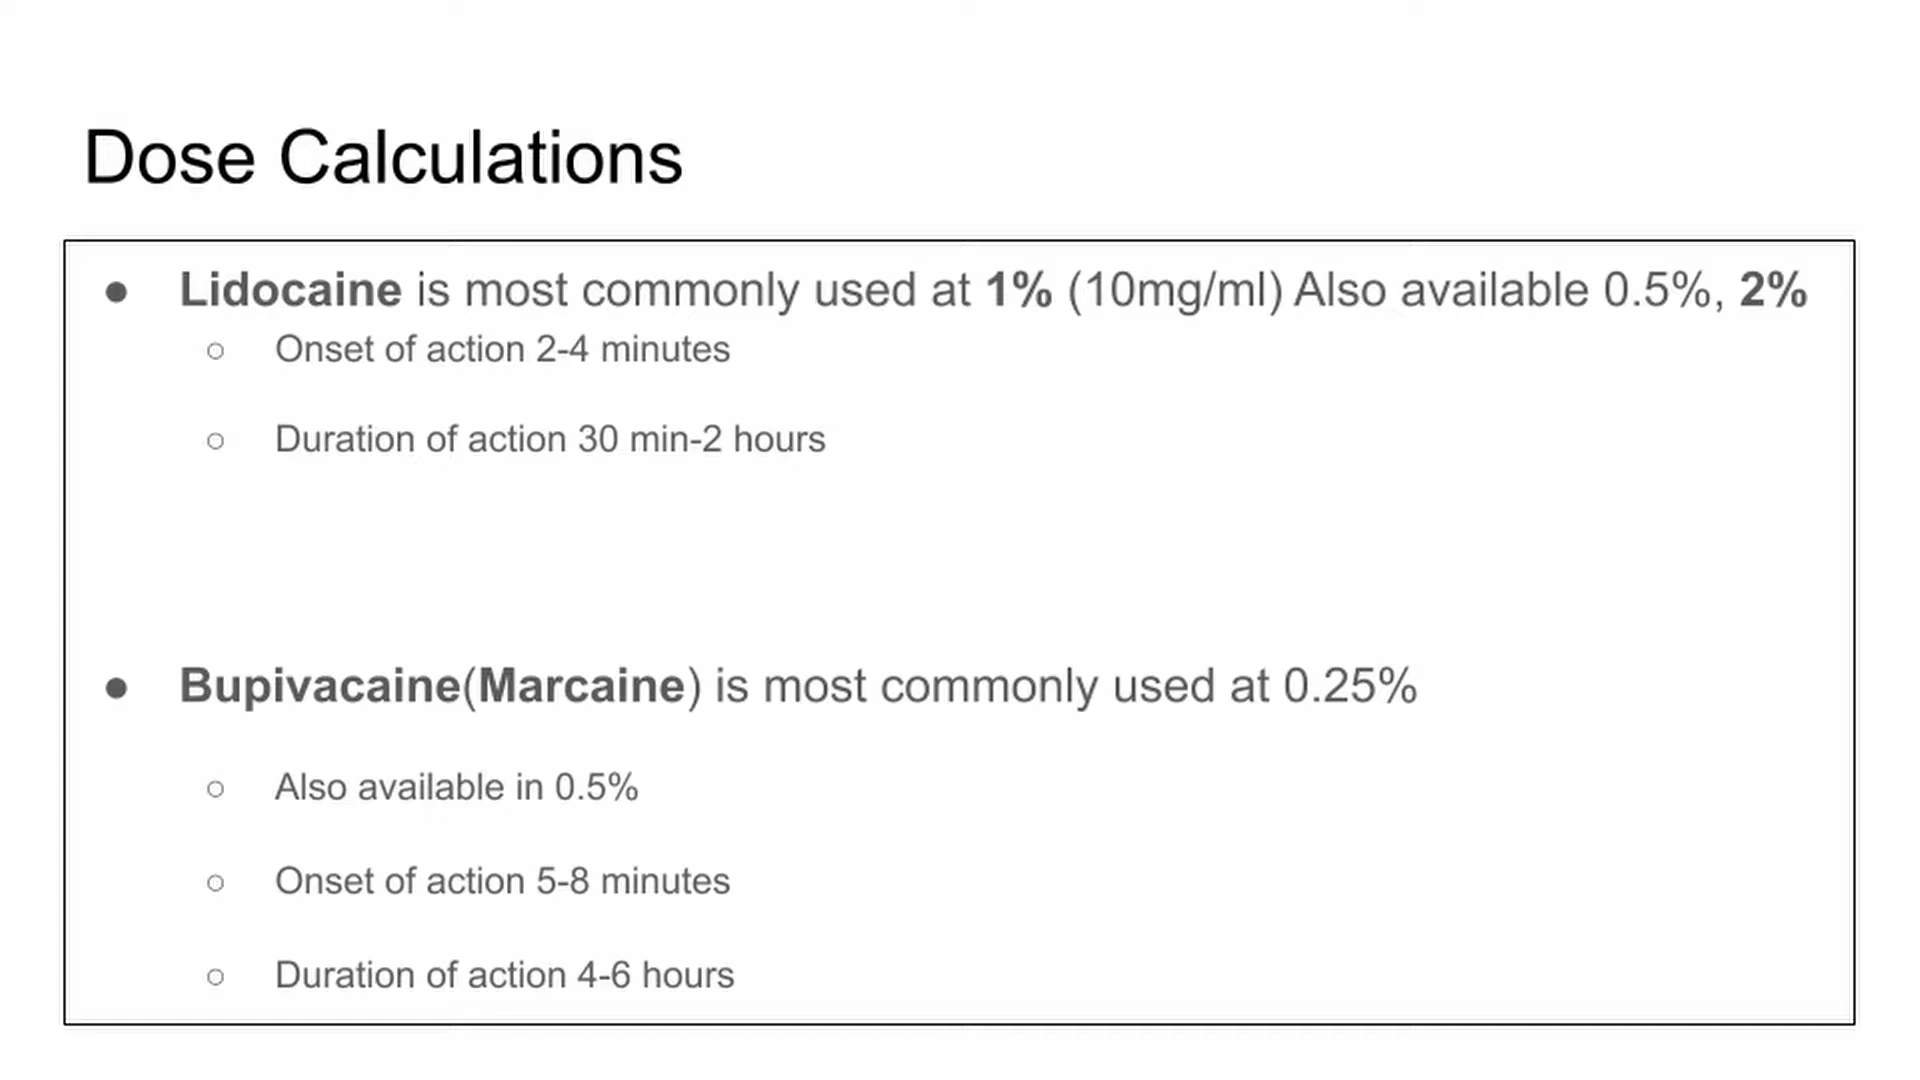 Dose Calculations
● Lidocaine is most commonly used at 1% (10mg/ml) Also available 0.5%, 2%
○ Onset of action 2-4 minutes
○ Duration of action 30 min-2 hours
● Bupivacaine(Marcaine) is most commonly used at 0.25%
○ Also available in 0.5%
○ Onset of action 5-8 minutes
○ Duration of action 4-6 hours